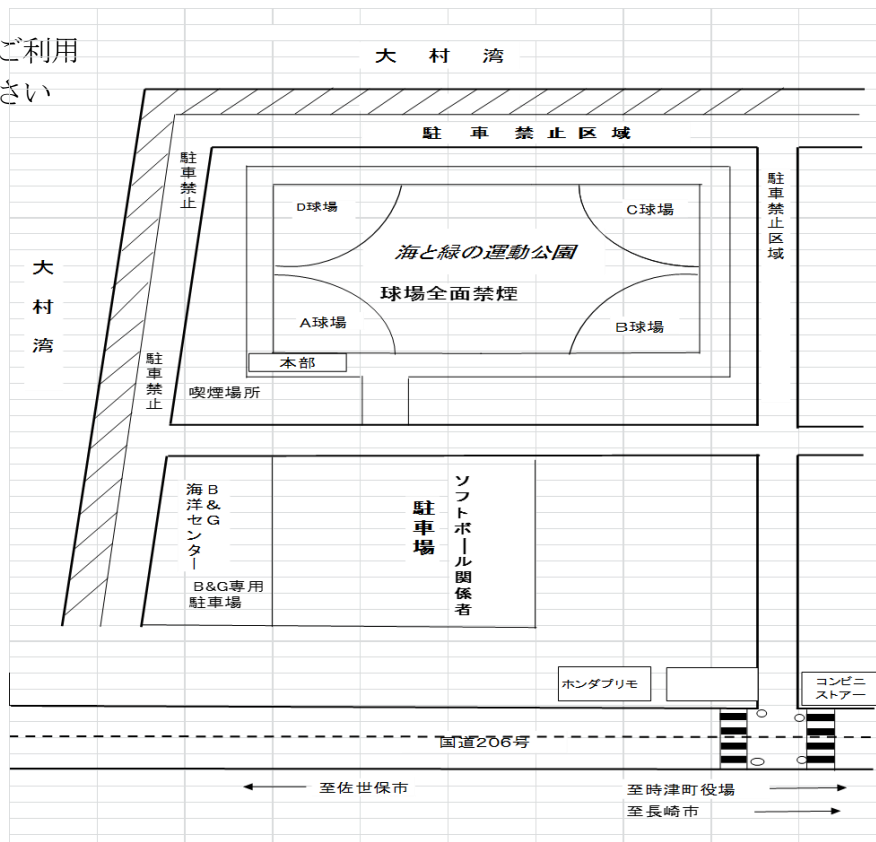 ご利用
さい
大村湾
駐車禁止区域
駐車禁止
駐車禁止区域
D球場
C球場
海と緑の運動公園
球場全面禁煙
A球場
B球場
大村湾
本部
駐車禁止
喫煙場所
B&G
海洋センター
B&G専用
駐車場
ソフトボール関係者
駐車場
ホンダプリモ
コンビニ
ストアー
国道206号
至佐世保市
至時津町役場
至長崎市